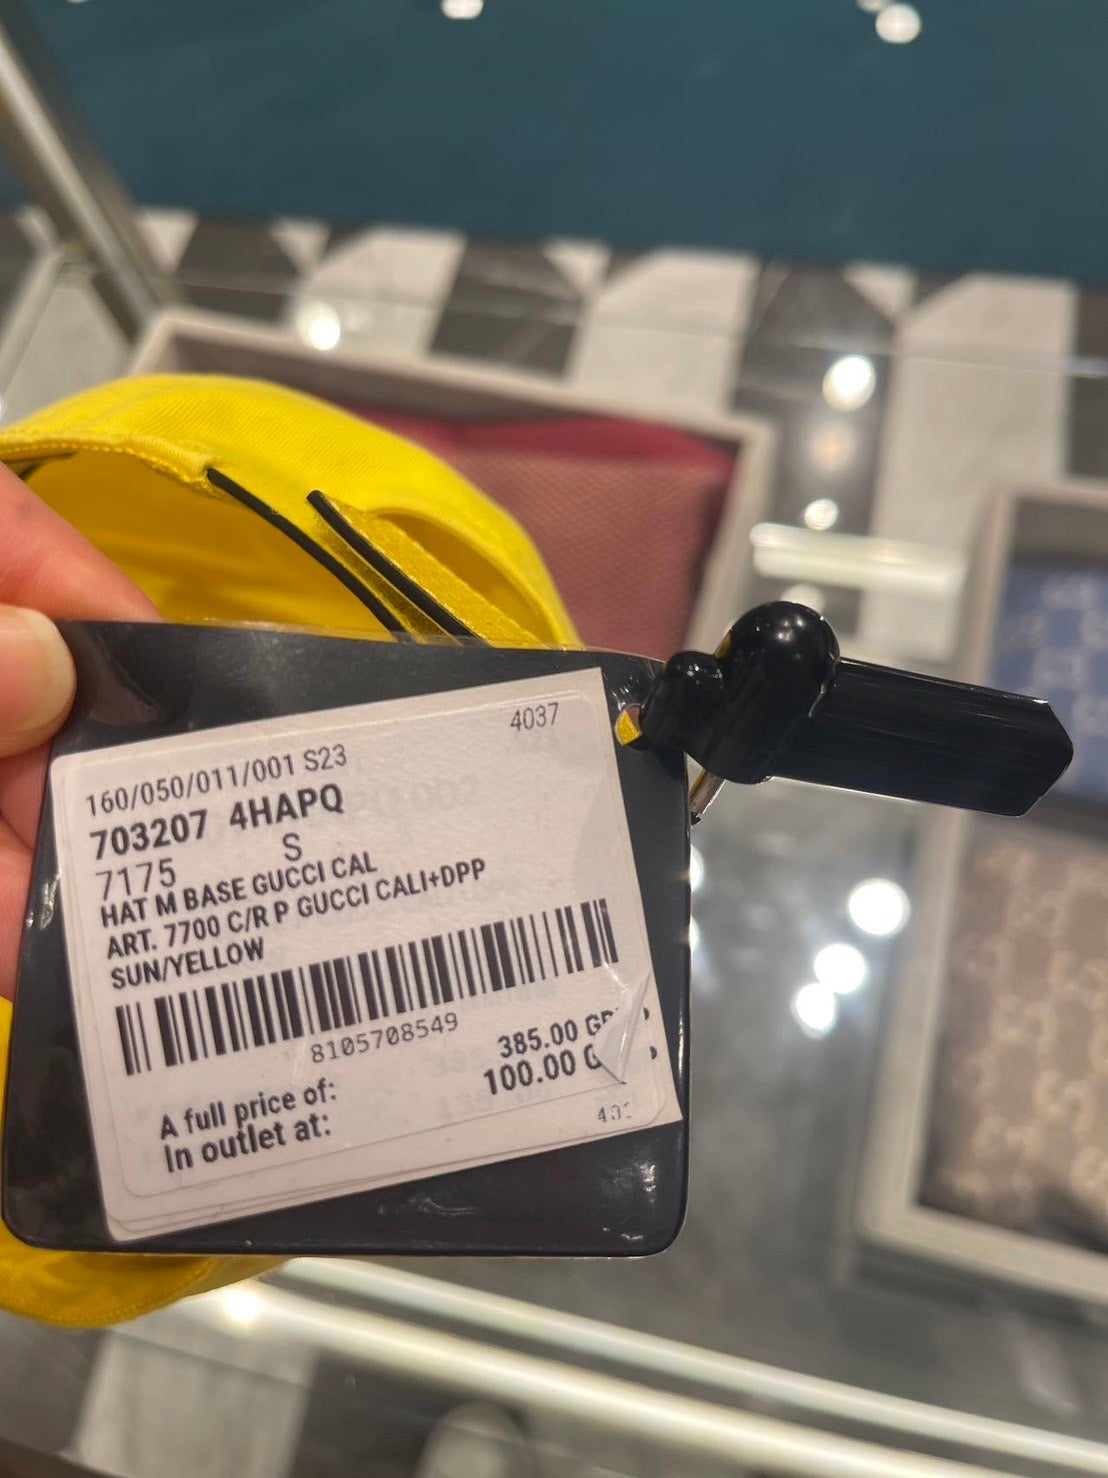 4037
160/050/011/001 S23
703207 4HAPQ
7175 S
HAT M BASE GUCCI CAL
ART. 7700 C/R P GUCCI CALI+DPP
SUN/YELLOW
8105708549
A full price of: 385.00
In outlet at: 100.00